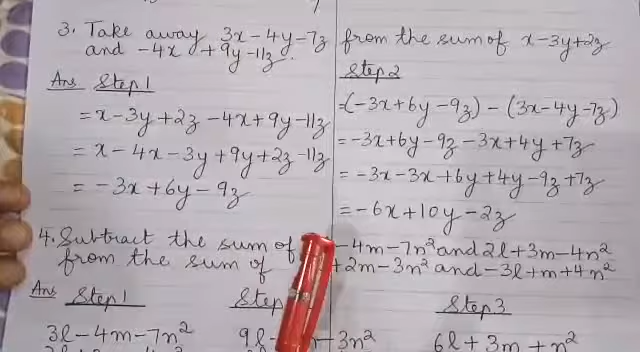 3. Take away 3x-4y-7z from the sum of x-3y+2z
and -4x+9y-11z.
Ans Step 1
=x-3y+2z-4x+9y-11z
=x-4x-3y+9y+2z-11z
=-3x+6y-9z
Step 2
=(-3x+6y-9z)-(3x-4y-7z)
=-3x+6y-9z-3x+4y+7z
=-3x-3x+6y+4y-9z+7z
=-6x+10y-2z
4. Subtract the sum of -4m-7n² and 2l+3m-4n²
from the sum of +2m-3n² and -3l+m+4n²
Ans Step 1
3l-4m-7n²
Step
9l -3n²
Step 3
6l+3m+n²